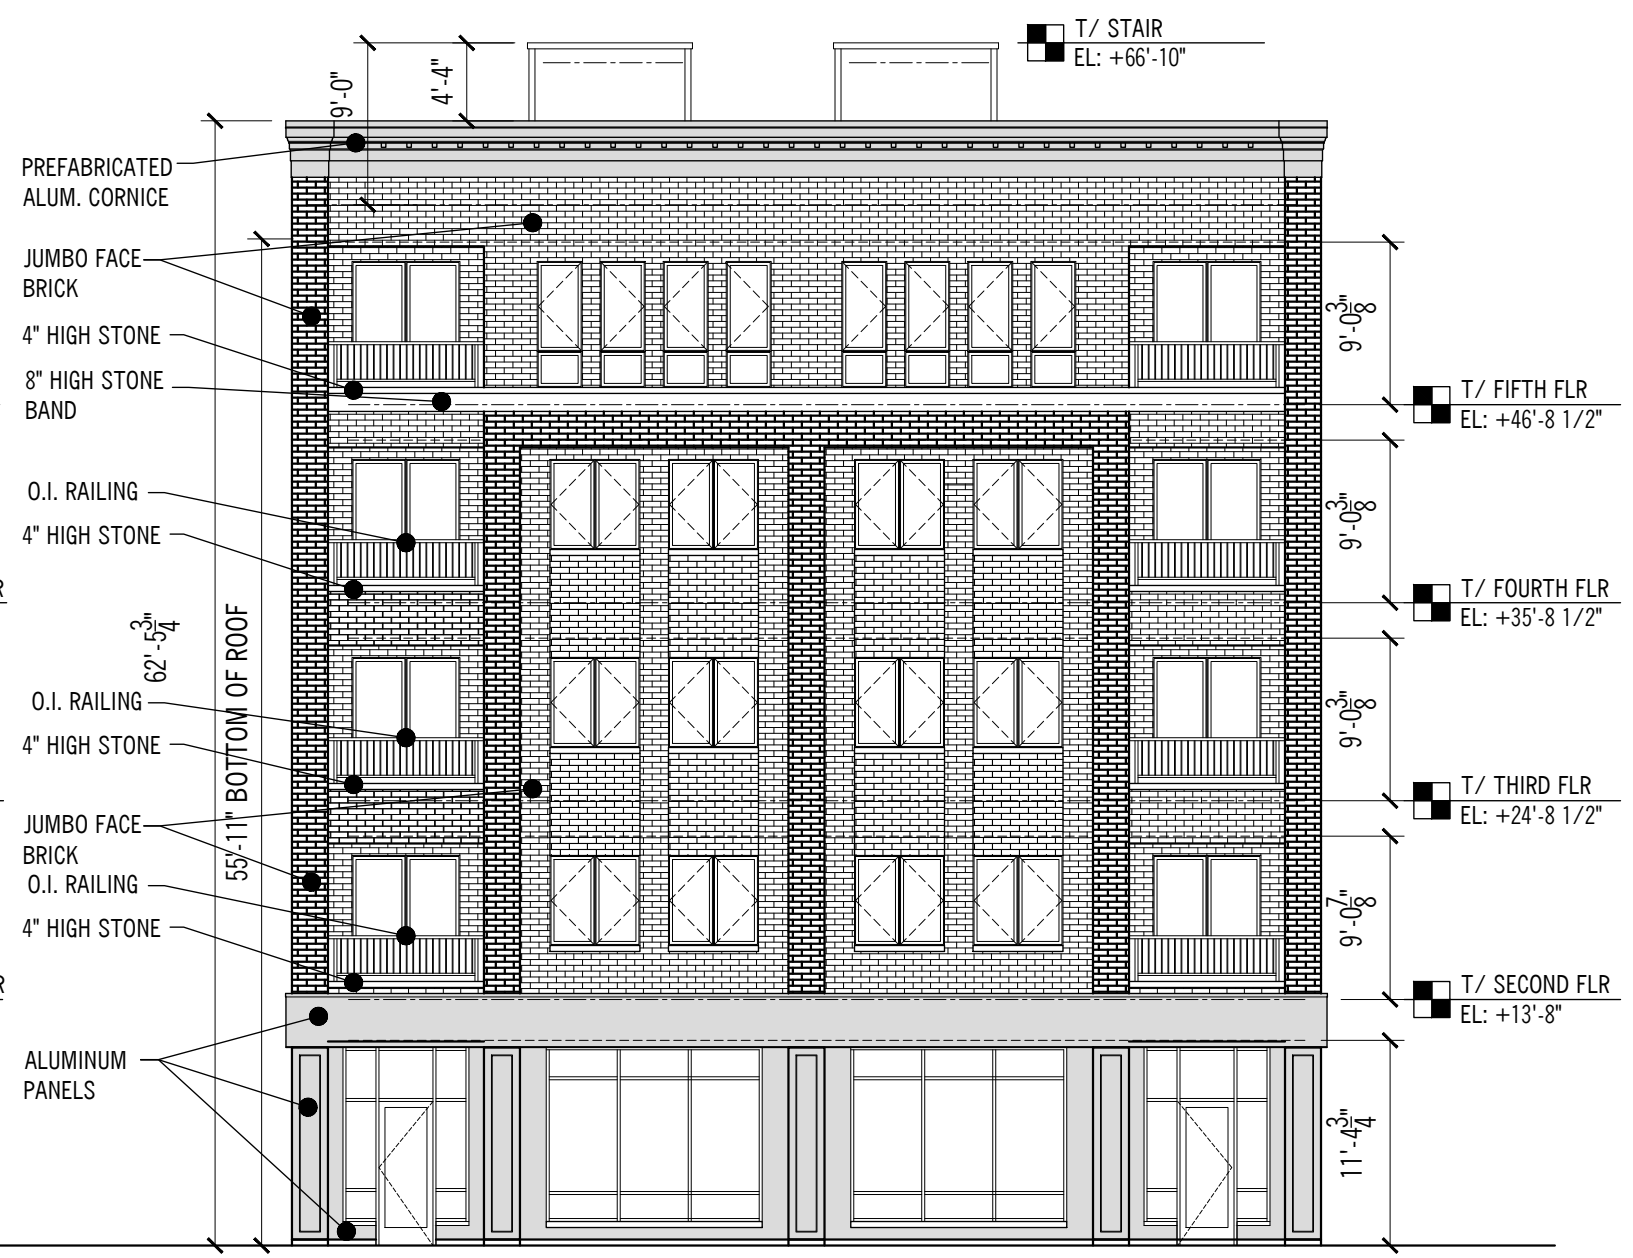 T/ STAIR
EL: +66'-10"
9'-0"
4'-4"
PREFABRICATED
ALUM. CORNICE
JUMBO FACE
BRICK
4" HIGH STONE
8" HIGH STONE
BAND
9'-0 3/8"
T/ FIFTH FLR
EL: +46'-8 1/2"
O.I. RAILING
4" HIGH STONE
9'-0 3/8"
T/ FOURTH FLR
EL: +35'-8 1/2"
62'-5 3/4"
55'-11" BOTTOM OF ROOF
O.I. RAILING
4" HIGH STONE
9'-0 3/8"
T/ THIRD FLR
EL: +24'-8 1/2"
JUMBO FACE
BRICK
O.I. RAILING
4" HIGH STONE
9'-0 7/8"
T/ SECOND FLR
EL: +13'-8"
ALUMINUM
PANELS
11'-4 3/4"